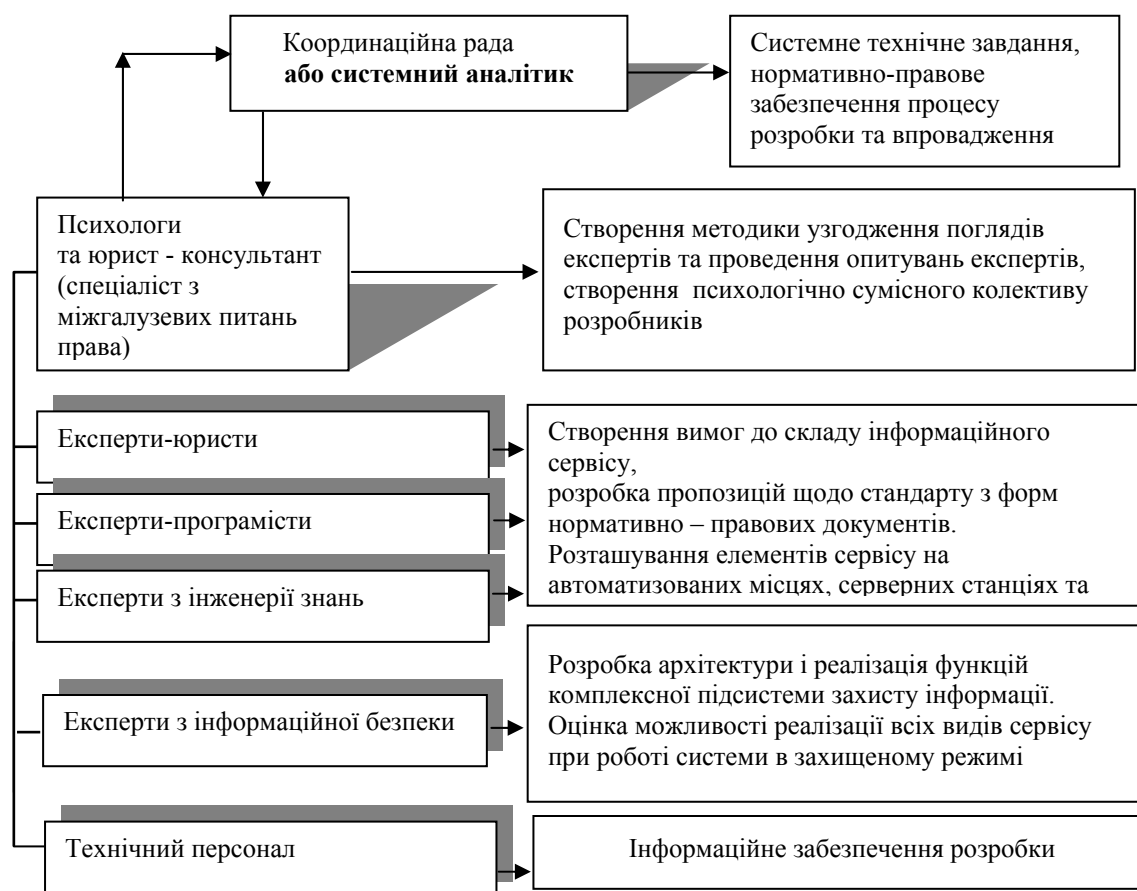 Координаційна рада
або системний аналітик
Системне технічне завдання,
нормативно-правове
забезпечення процесу
розробки та впровадження
Психологи
та юрист - консультант
(спеціаліст з
міжгалузевих питань
права)
Створення методики узгодження поглядів
експертів та проведення опитувань експертів,
створення психологічно сумісного колективу
розробників
Експерти-юристи
Експерти-програмісти
Експерти з інженерії знань
Створення вимог до складу інформаційного
сервісу,
розробка пропозицій щодо стандарту з форм
нормативно – правових документів.
Розташування елементів сервісу на
автоматизованих місцях, серверних станціях та
Експерти з інформаційної безпеки
Розробка архітектури і реалізація функцій
комплексної підсистеми захисту інформації.
Оцінка можливості реалізації всіх видів сервісу
при роботі системи в захищеному режимі
Технічний персонал
Інформаційне забезпечення розробки